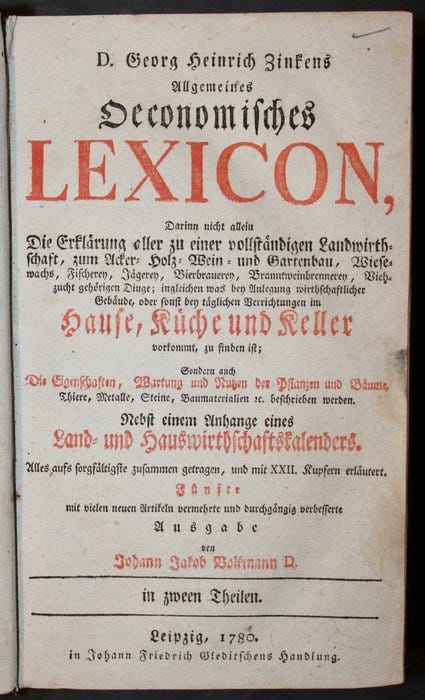 D. Georg Heinrich Zinkens
Allgemeines
Oeconomisches
LEXICON,
Darinn nicht allein
Die Erklärung aller zu einer vollständigen Landwirth-
schaft, zum Acker- Holz- Wein- und Gartenbau, Wiese-
wachs, Fischerey, Jägerey, Bierbrauerey, Branntweinbrennerey, Vieh-
zucht gehörigen Dinge; ingleichen was bey Anlegung wirthschaftlicher
Gebäude, oder sonst bey täglichen Verrichtungen im
Hause, Küche und Keller
vorkommt, zu finden ist;
Sondern auch
Die Eigenschaften, Wartung und Nutzen der Pflanzen und Bäume,
Thiere, Metalle, Steine, Baumaterialien ꝛc. beschrieben werden.
Nebst einem Anhange eines
Land- und Hauswirthschaftskalenders.
Alles aufs sorgfältigste zusammen getragen, und mit XXII. Kupfern erläutert.
Fünfte
mit vielen neuen Artikeln vermehrte und durchgängig verbesserte
Ausgabe
von
Johann Jakob Volkmann D.
in zween Theilen.
Leipzig, 1780.
in Johann Friedrich Gleditschens Handlung.